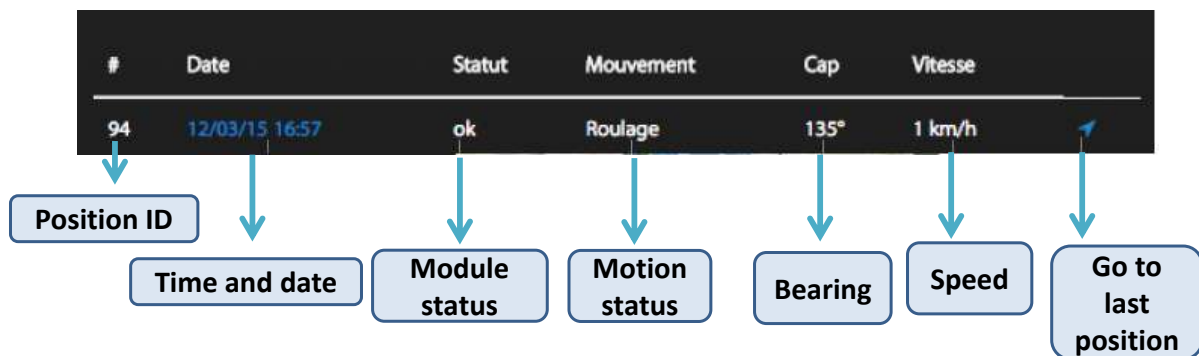 # Date Statut Mouvement Cap Vitesse
94 12/03/15 16:57 ok Roulage 135° 1 km/h
Position ID
Time and date
Module
status
Motion
status
Bearing
Speed
Go to
last
position